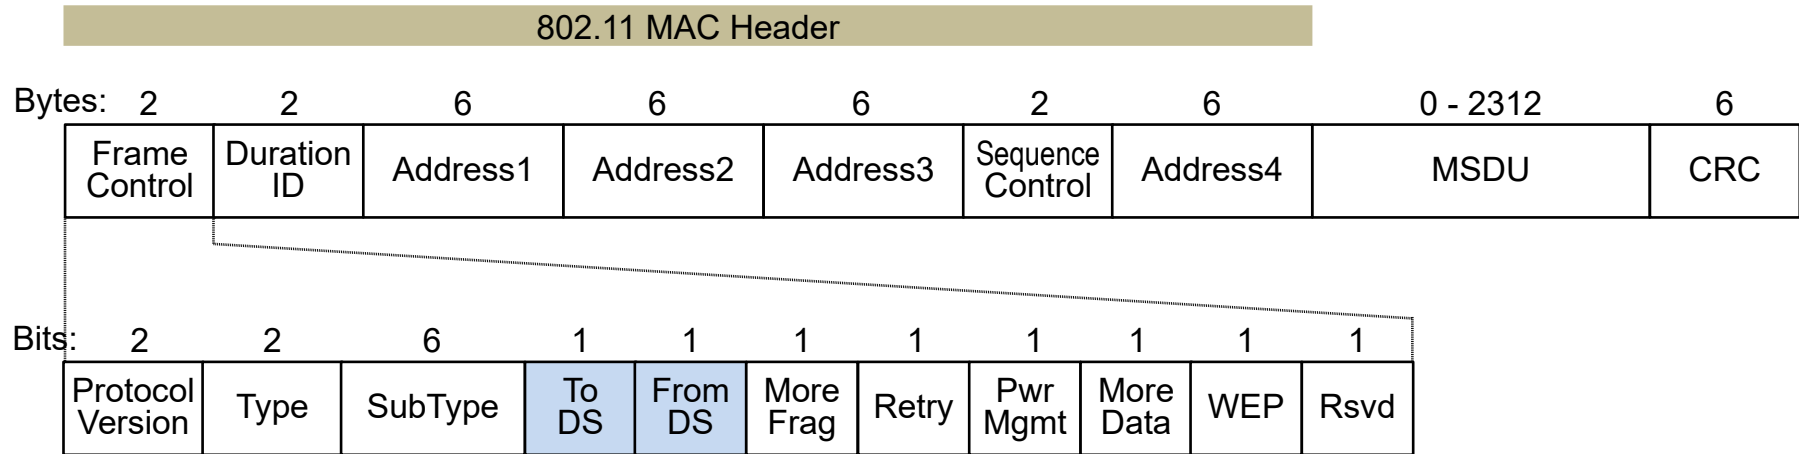 802.11 MAC Header
Bytes: 2 2 6 6 6 2 6 0 - 2312 6
Frame Control Duration ID Address1 Address2 Address3 Sequence Control Address4 MSDU CRC
Bits: 2 2 6 1 1 1 1 1 1 1 1
Protocol Version Type SubType To DS From DS More Frag Retry Pwr Mgmt More Data WEP Rsvd